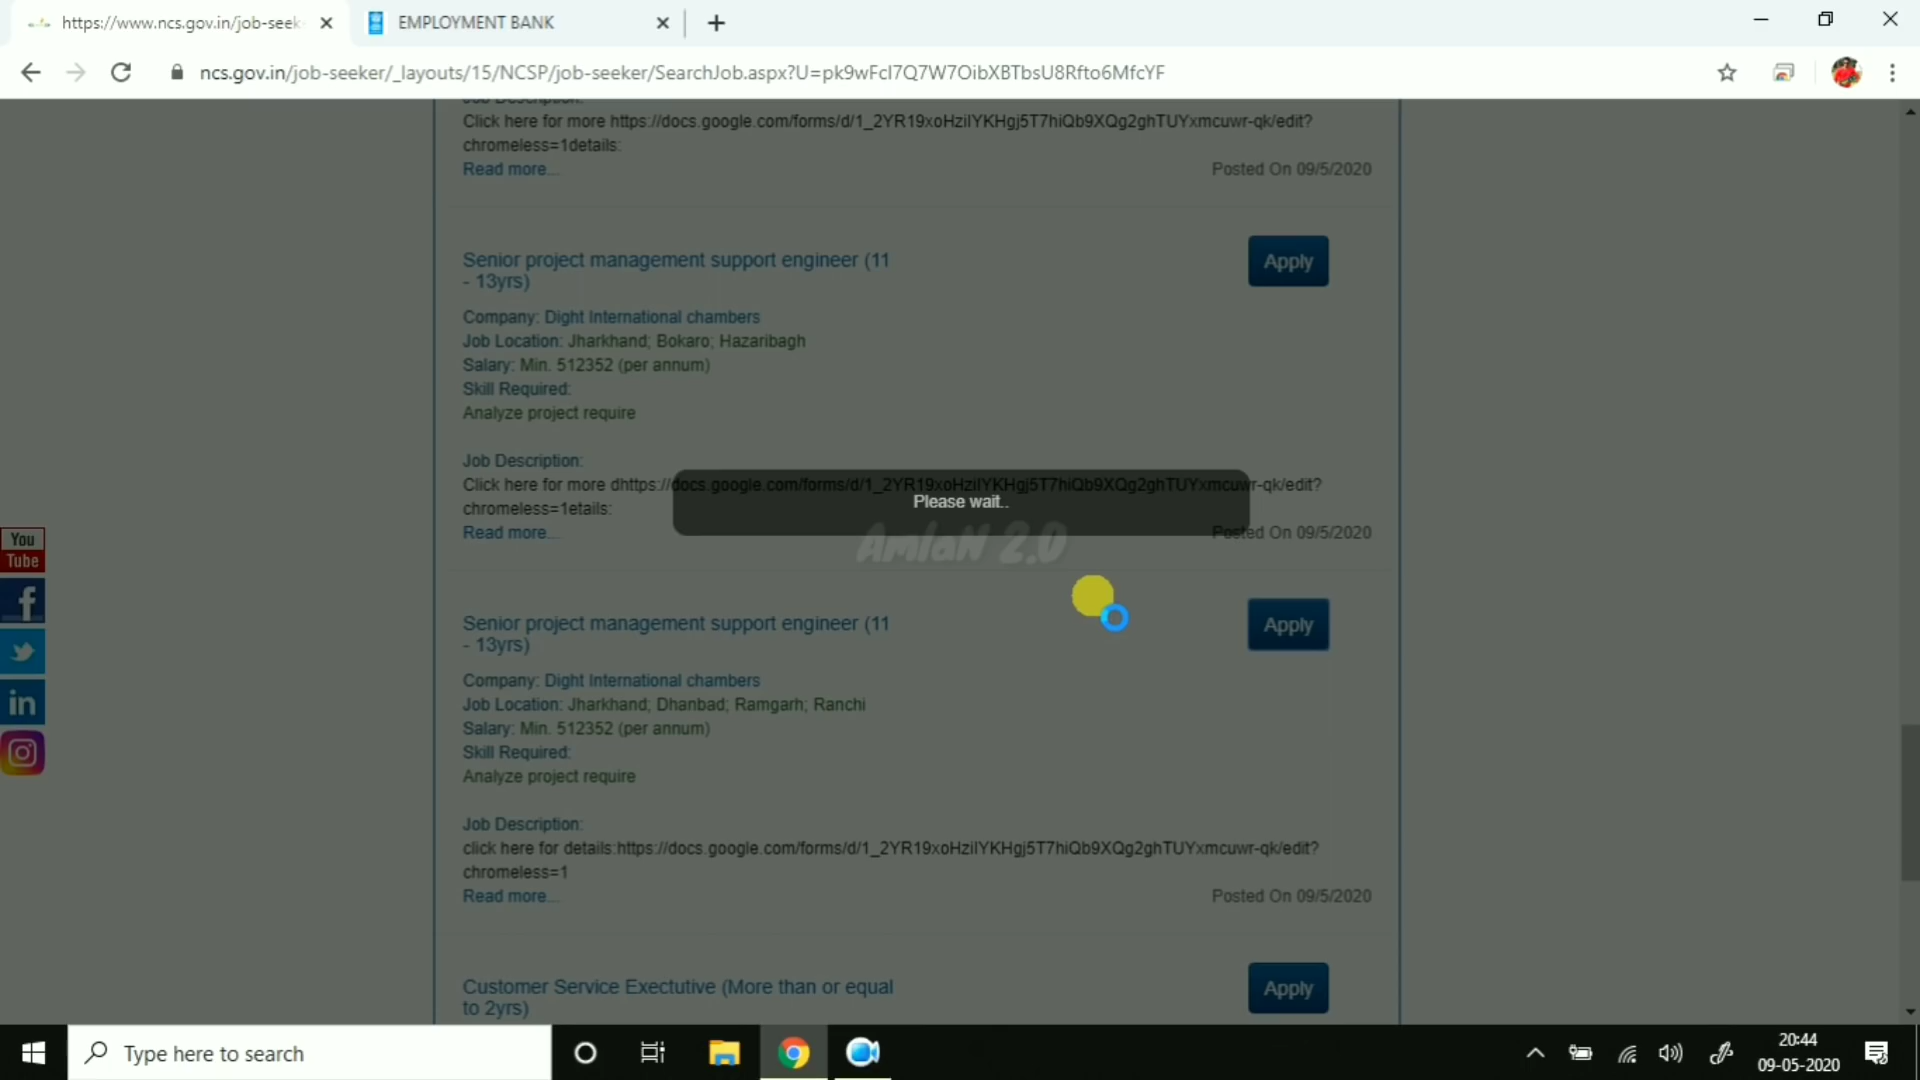 https://www.ncs.gov.in/job-seek
EMPLOYMENT BANK
ncs.gov.in/job-seeker/_layouts/15/NCSP/job-seeker/SearchJob.aspx?U=pk9wFcI7Q7W7OibXBTbsU8Rfto6MfcYF
Job Description:
Click here for more https://docs.google.com/forms/d/1_2YR19xoHziIYKHgj5T7hiQb9XQg2ghTUYxmcuwr-qk/edit?
chromeless=1details:
Read more...
Posted On 09/5/2020
Senior project management support engineer (11
- 13yrs)
Apply
Company: Dight International chambers
Job Location: Jharkhand; Bokaro; Hazaribagh
Salary: Min. 512352 (per annum)
Skill Required:
Analyze project require
Job Description:
Click here for more dhttps://docs.google.com/forms/d/1_2YR19xoHziIYKHgj5T7hiQb9XQg2ghTUYxmcuwr-qk/edit?
Please wait..
chromeless=1etails:
Read more...
Posted On 09/5/2020
AmlaN 2.0
You
Tube
Senior project management support engineer (11
- 13yrs)
Apply
Company: Dight International chambers
Job Location: Jharkhand; Dhanbad; Ramgarh; Ranchi
Salary: Min. 512352 (per annum)
Skill Required:
Analyze project require
Job Description:
click here for details:https://docs.google.com/forms/d/1_2YR19xoHziIYKHgj5T7hiQb9XQg2ghTUYxmcuwr-qk/edit?
chromeless=1
Read more...
Posted On 09/5/2020
Customer Service Exectutive (More than or equal
to 2yrs)
Apply
Type here to search
20:44
09-05-2020